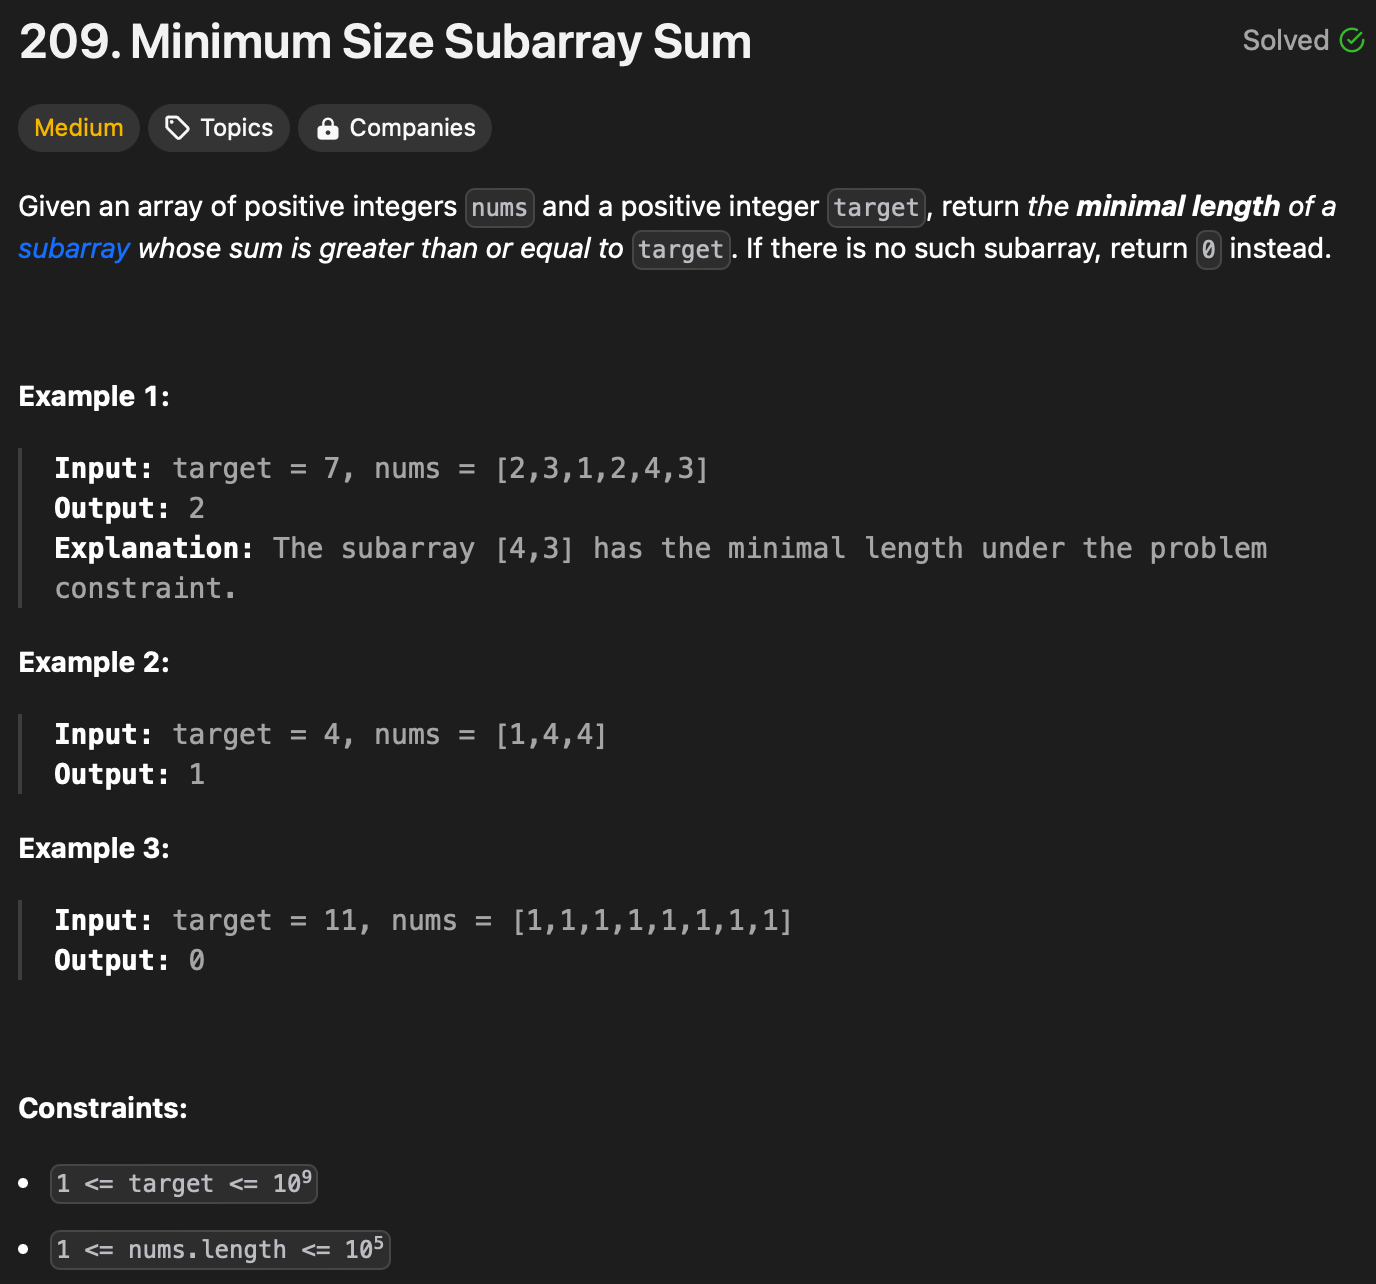 209. Minimum Size Subarray Sum
Solved
Medium
Topics
Companies
Given an array of positive integers nums and a positive integer target, return the minimal length of a
subarray whose sum is greater than or equal to target. If there is no such subarray, return 0 instead.
Example 1:
Input: target = 7, nums = [2,3,1,2,4,3]
Output: 2
Explanation: The subarray [4,3] has the minimal length under the problem
constraint.
Example 2:
Input: target = 4, nums = [1,4,4]
Output: 1
Example 3:
Input: target = 11, nums = [1,1,1,1,1,1,1,1]
Output: 0
Constraints:
• 1 <= target <= 10⁹
• 1 <= nums.length <= 10⁵